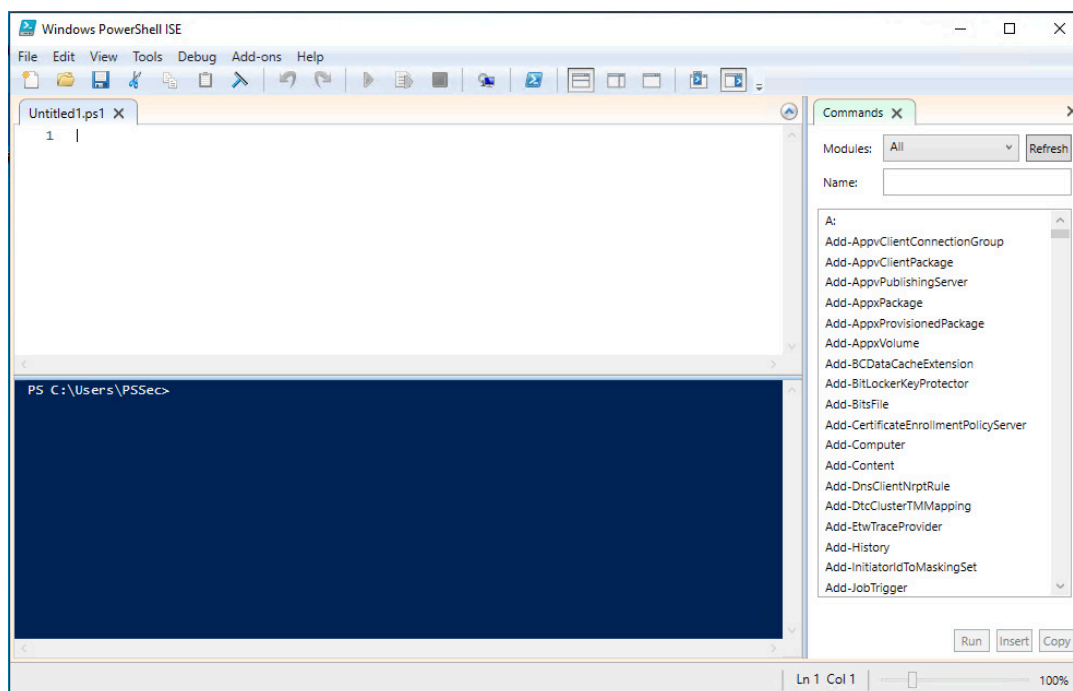 Windows PowerShell ISE
File Edit View Tools Debug Add-ons Help
Untitled1.ps1
1
PS C:\Users\PSSec>
Commands
Modules: All Refresh
Name:
A:
Add-AppvClientConnectionGroup
Add-AppvClientPackage
Add-AppvPublishingServer
Add-AppxPackage
Add-AppxProvisionedPackage
Add-AppxVolume
Add-BCDataCacheExtension
Add-BitLockerKeyProtector
Add-BitsFile
Add-CertificateEnrollmentPolicyServer
Add-Computer
Add-Content
Add-DnsClientNrptRule
Add-DtcClusterTMMapping
Add-EtwTraceProvider
Add-History
Add-InitiatorIdToMaskingSet
Add-JobTrigger
Run Insert Copy
Ln 1 Col 1 100%